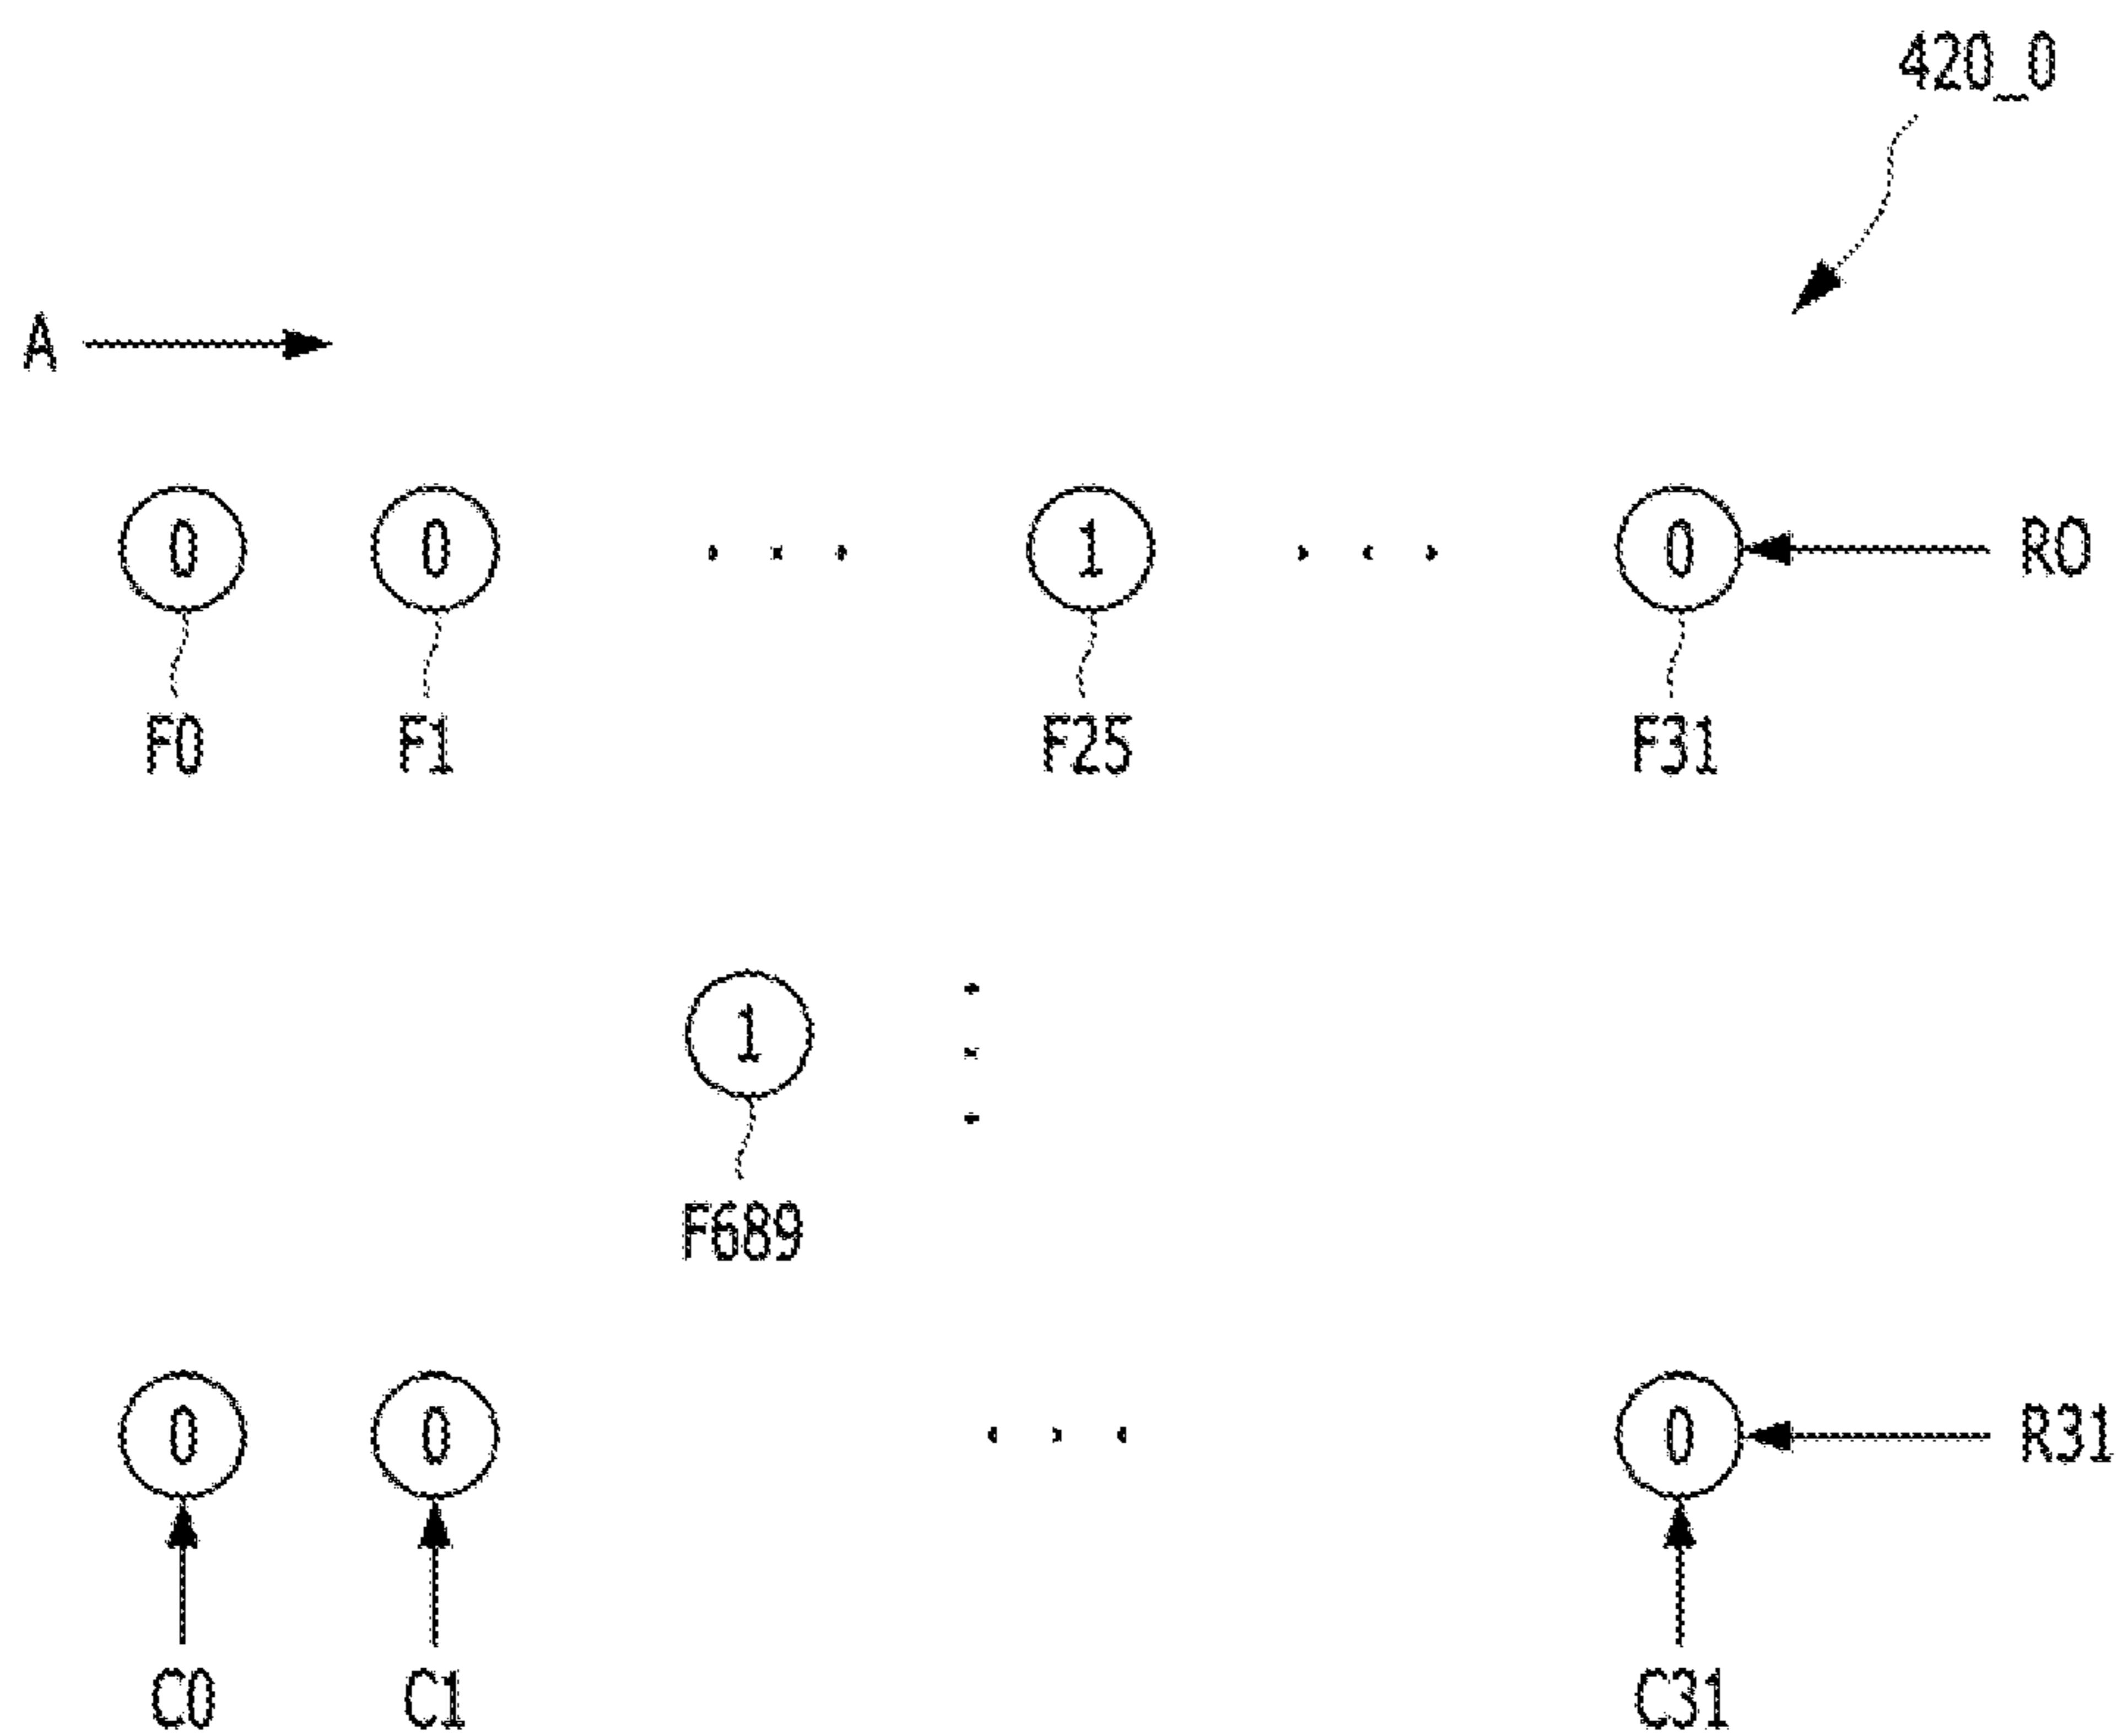 420_0
A
0 0 . . . 1 . . . 0 R0
F0 F1 F25 F31
1
F689
0 0 . . . 0 R31
C0 C1 C31